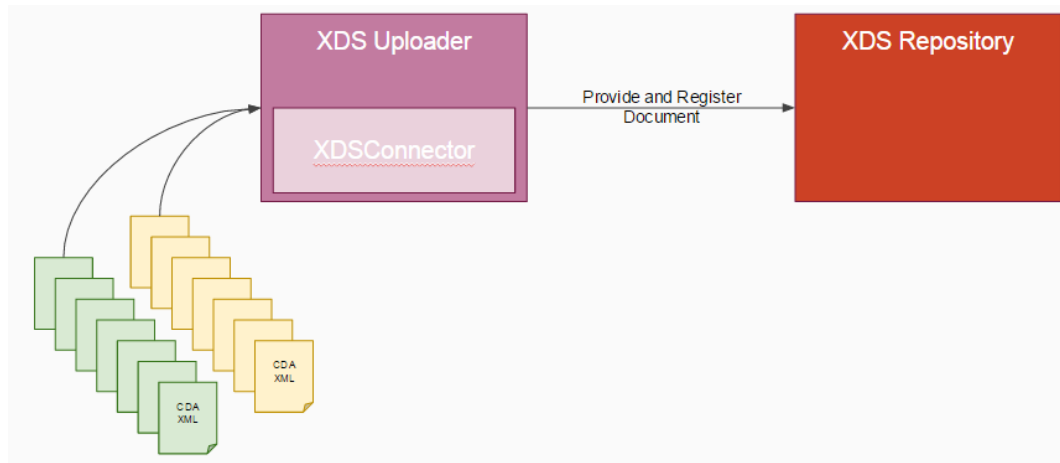 XDS Uploader
XDS Repository
Provide and Register
Document
XDSConnector
CDA
XML
CDA
XML